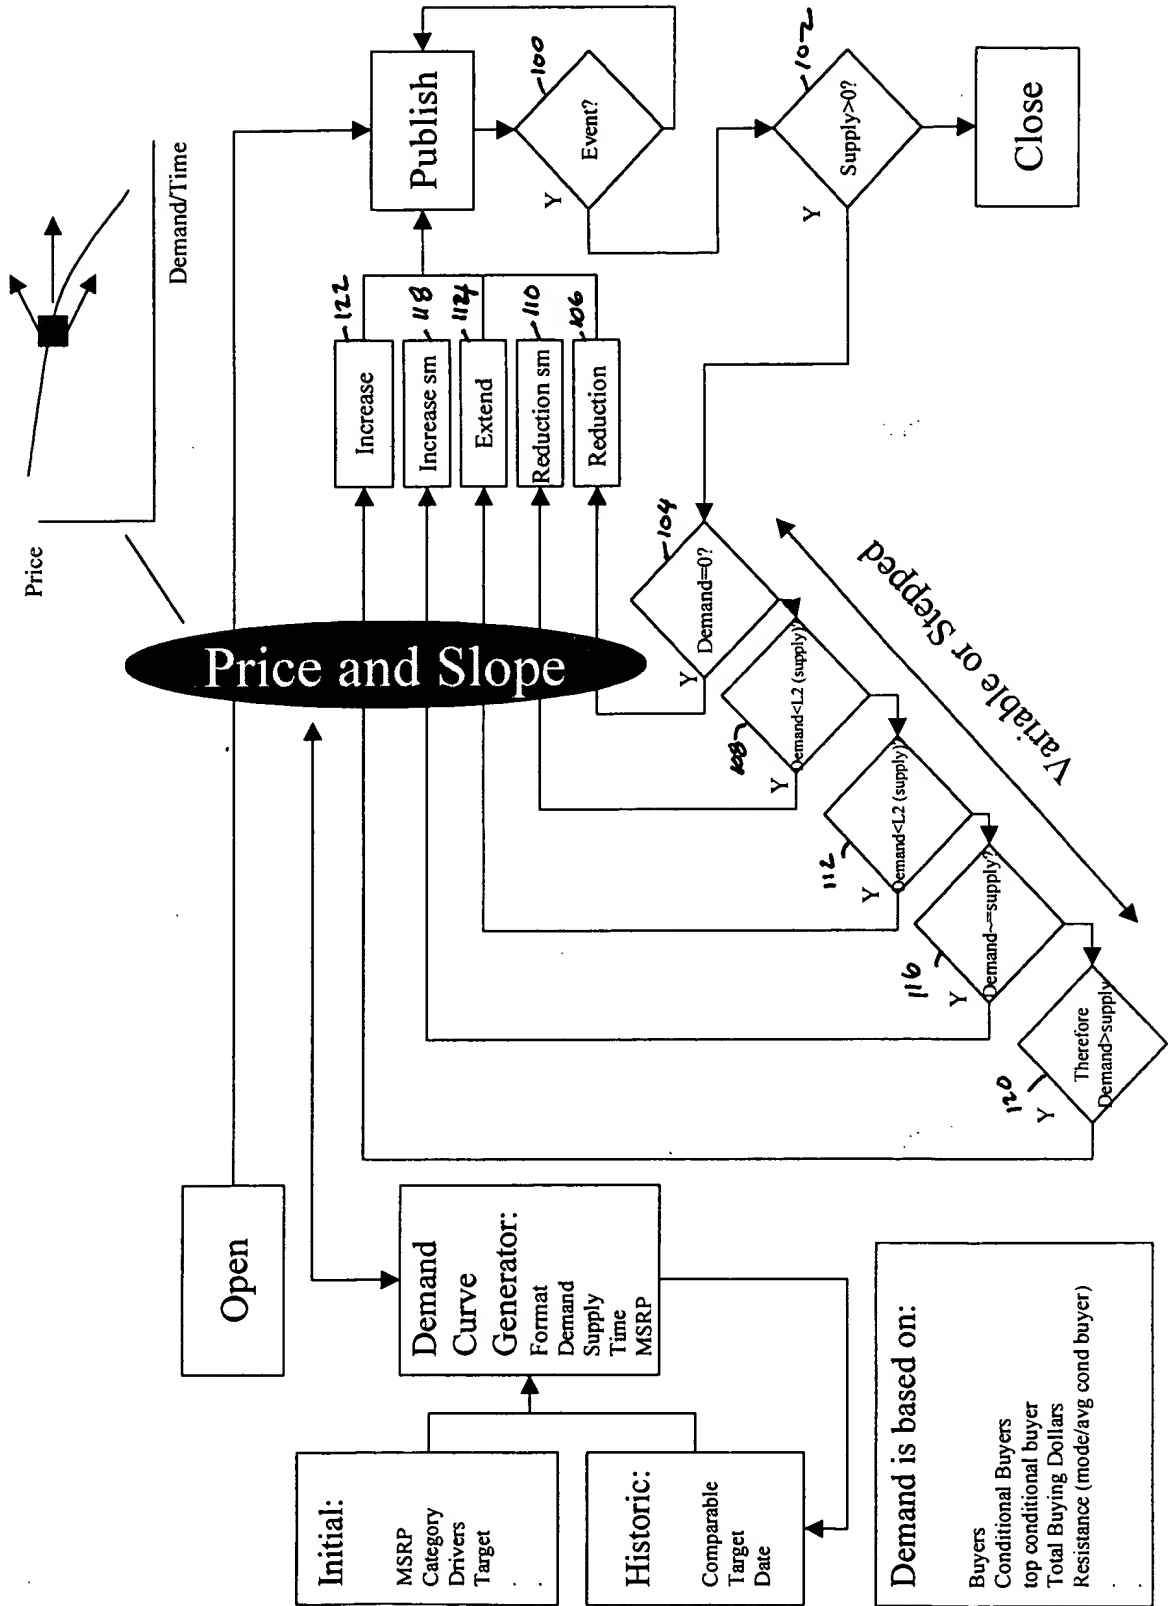 Price
Demand/Time
Open
Publish
100
Event?
Y
102
Supply>0?
Y
Close
Price and Slope
122
Increase
118
Increase sm
114
Extend
110
Reduction sm
106
Reduction
104
Demand=0?
Y
108
Demand<L2 (supply)?
Y
112
Demand<L2 (supply)?
Y
116
Demand~=supply?
Y
120
Therefore
Demand>supply
Y
Variable or Stepped
Initial:
MSRP
Category
Drivers
Target
.
.
Historic:
Comparable
Target
Date
Demand
Curve
Generator:
Format
Demand
Supply
Time
MSRP
Demand is based on:
Buyers
Conditional Buyers
top conditional buyer
Total Buying Dollars
Resistance (mode/avg cond buyer)
.
.